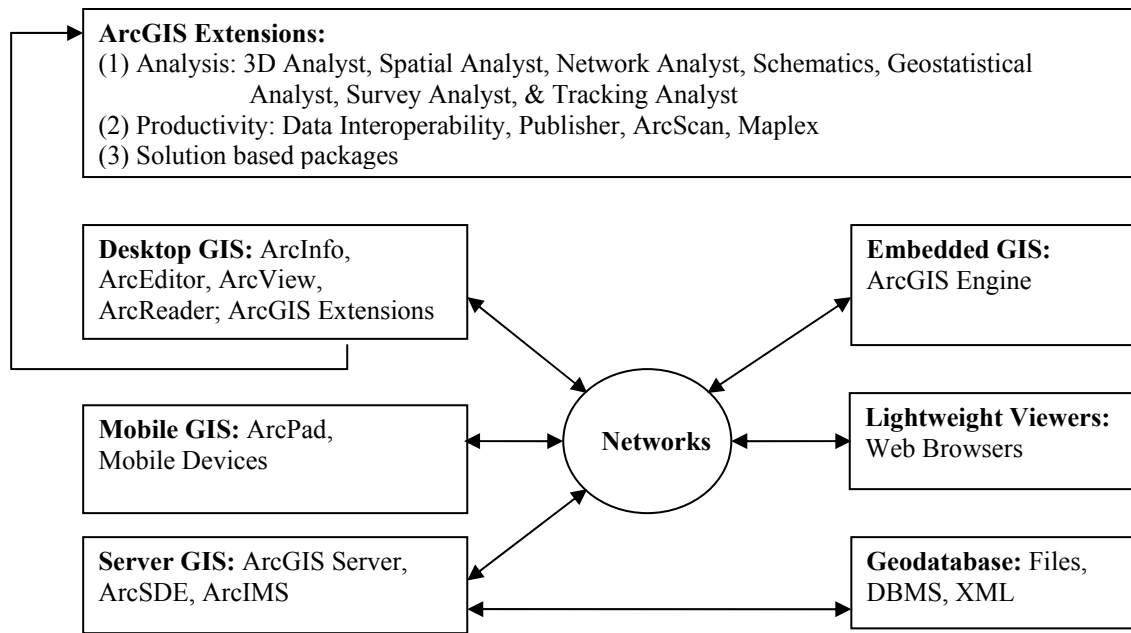 ArcGIS Extensions:
(1) Analysis: 3D Analyst, Spatial Analyst, Network Analyst, Schematics, Geostatistical
Analyst, Survey Analyst, & Tracking Analyst
(2) Productivity: Data Interoperability, Publisher, ArcScan, Maplex
(3) Solution based packages
Desktop GIS: ArcInfo,
ArcEditor, ArcView,
ArcReader; ArcGIS Extensions
Embedded GIS:
ArcGIS Engine
Mobile GIS: ArcPad,
Mobile Devices
Networks
Lightweight Viewers:
Web Browsers
Server GIS: ArcGIS Server,
ArcSDE, ArcIMS
Geodatabase: Files,
DBMS, XML